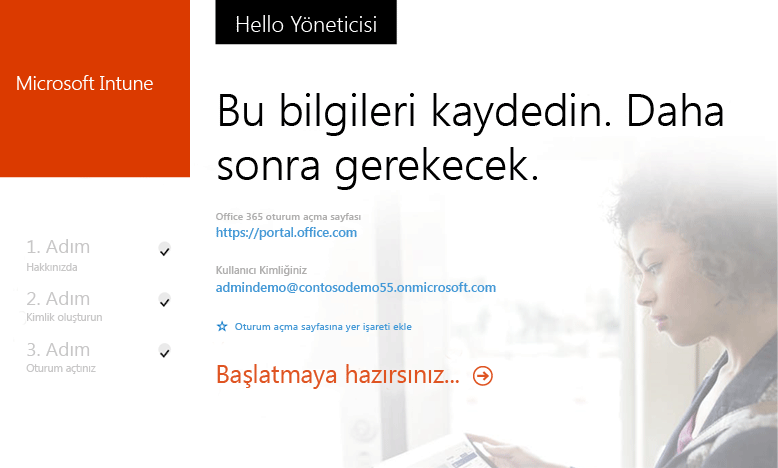 Hello Yöneticisi
Microsoft Intune
Bu bilgileri kaydedin. Daha
sonra gerekecek.
Office 365 oturum açma sayfası
https://portal.office.com
Kullanıcı Kimliğiniz
admindemo@contosodemo55.onmicrosoft.com
Oturum açma sayfasına yer işareti ekle
Başlatmaya hazırsınız...
1. Adım
Hakkınızda
2. Adım
Kimlik oluşturun
3. Adım
Oturum açtınız